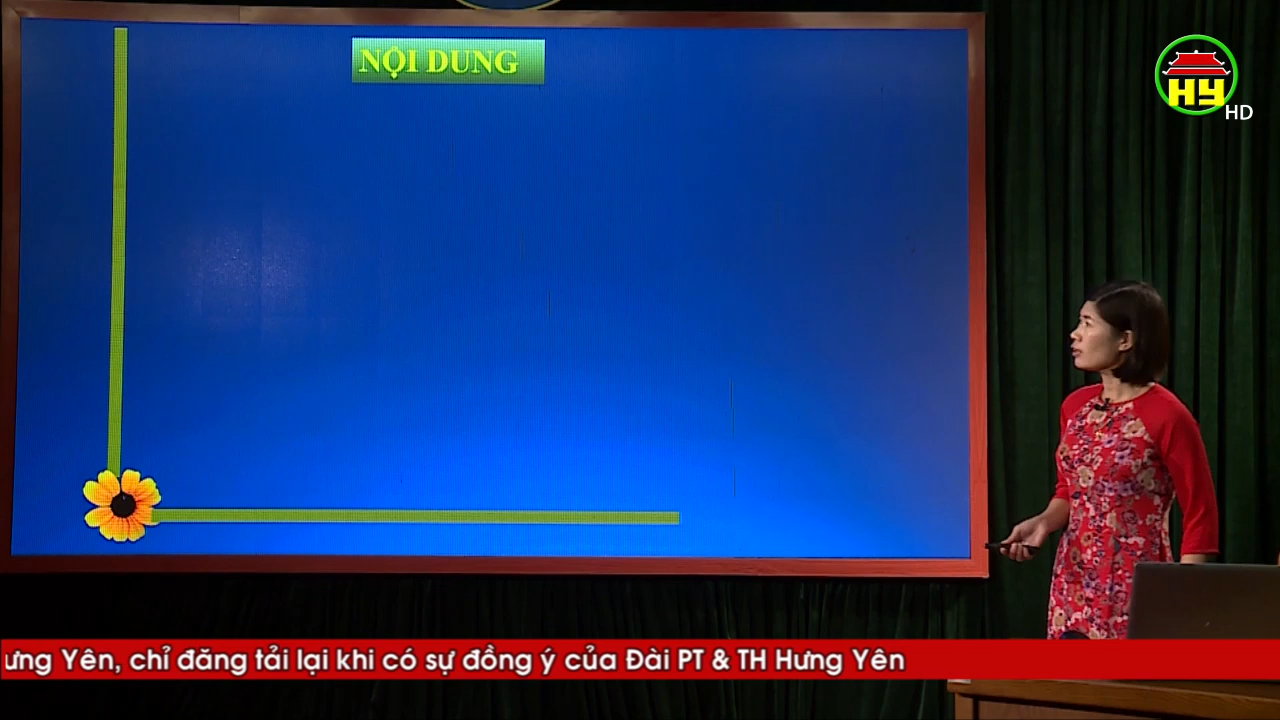 NỘI DUNG
HY
HD
ưng Yên, chỉ đăng tải lại khi có sự đồng ý của Đài PT & TH Hưng Yên